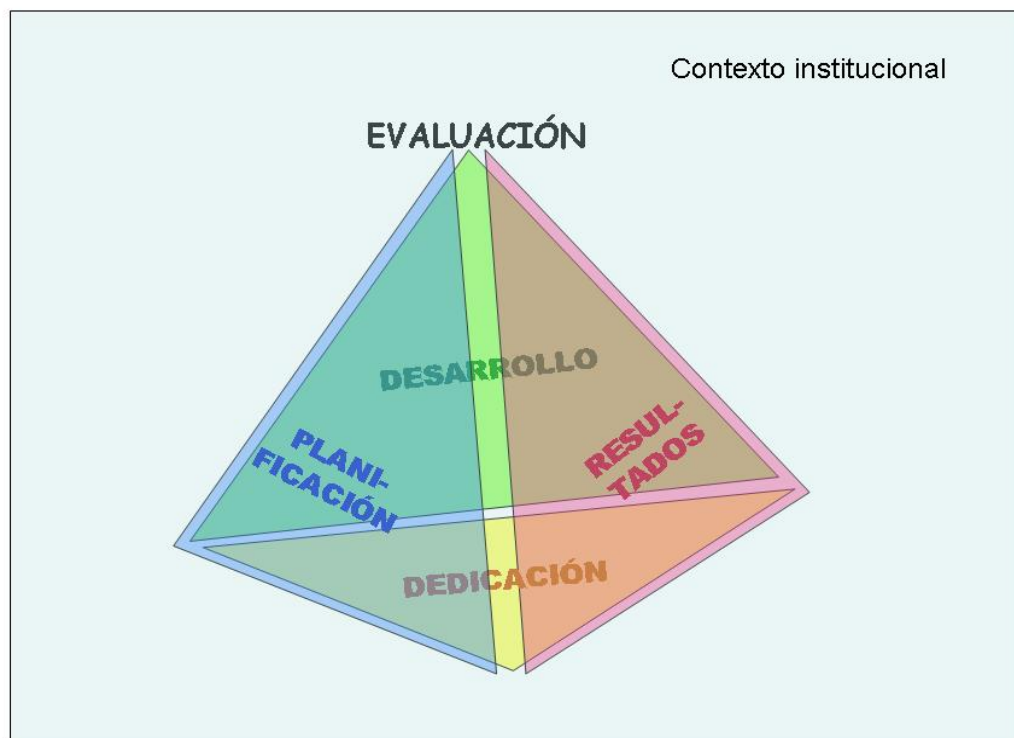 Contexto institucional
EVALUACIÓN
DESARROLLO
PLANI-
FICACIÓN
RESUL-
TADOS
DEDICACIÓN